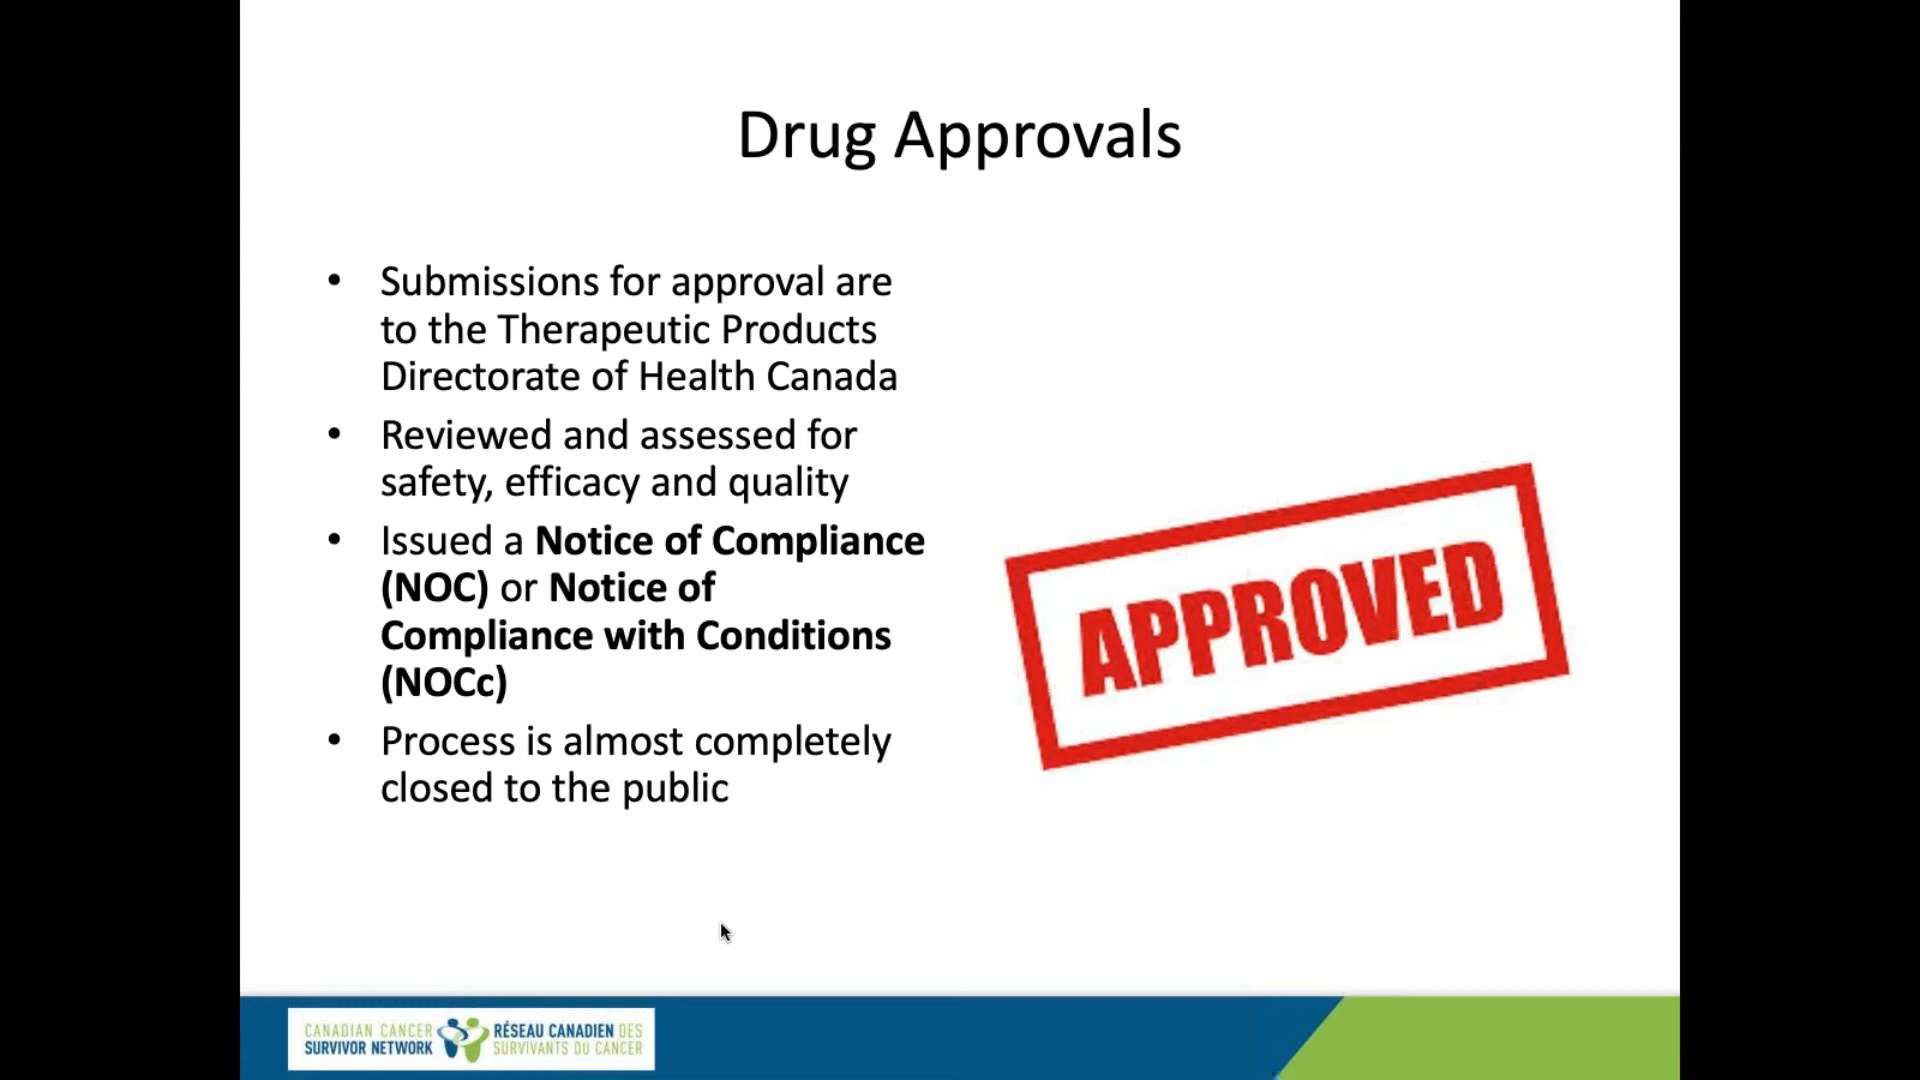 Drug Approvals
• Submissions for approval are
to the Therapeutic Products
Directorate of Health Canada
• Reviewed and assessed for
safety, efficacy and quality
• Issued a Notice of Compliance
(NOC) or Notice of
Compliance with Conditions
(NOCc)
• Process is almost completely
closed to the public
APPROVED
CANADIAN CANCER
SURVIVOR NETWORK
RÉSEAU CANADIEN DES
SURVIVANTS DU CANCER